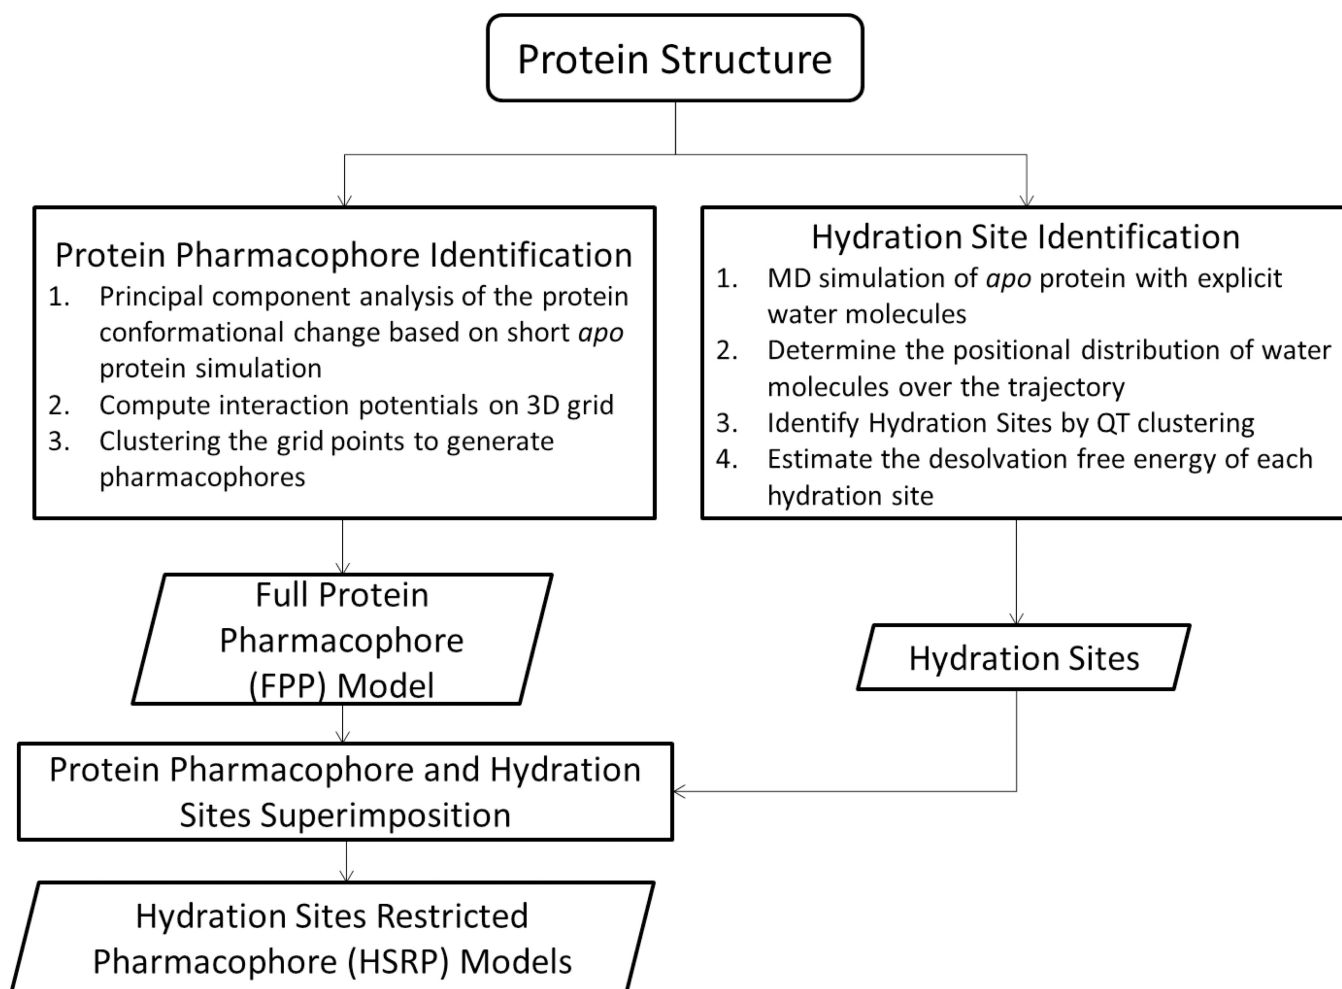 Protein Structure
Protein Pharmacophore Identification
1. Principal component analysis of the protein
conformational change based on short apo
protein simulation
2. Compute interaction potentials on 3D grid
3. Clustering the grid points to generate
pharmacophores
Hydration Site Identification
1. MD simulation of apo protein with explicit
water molecules
2. Determine the positional distribution of water
molecules over the trajectory
3. Identify Hydration Sites by QT clustering
4. Estimate the desolvation free energy of each
hydration site
Full Protein
Pharmacophore
(FPP) Model
Hydration Sites
Protein Pharmacophore and Hydration
Sites Superimposition
Hydration Sites Restricted
Pharmacophore (HSRP) Models